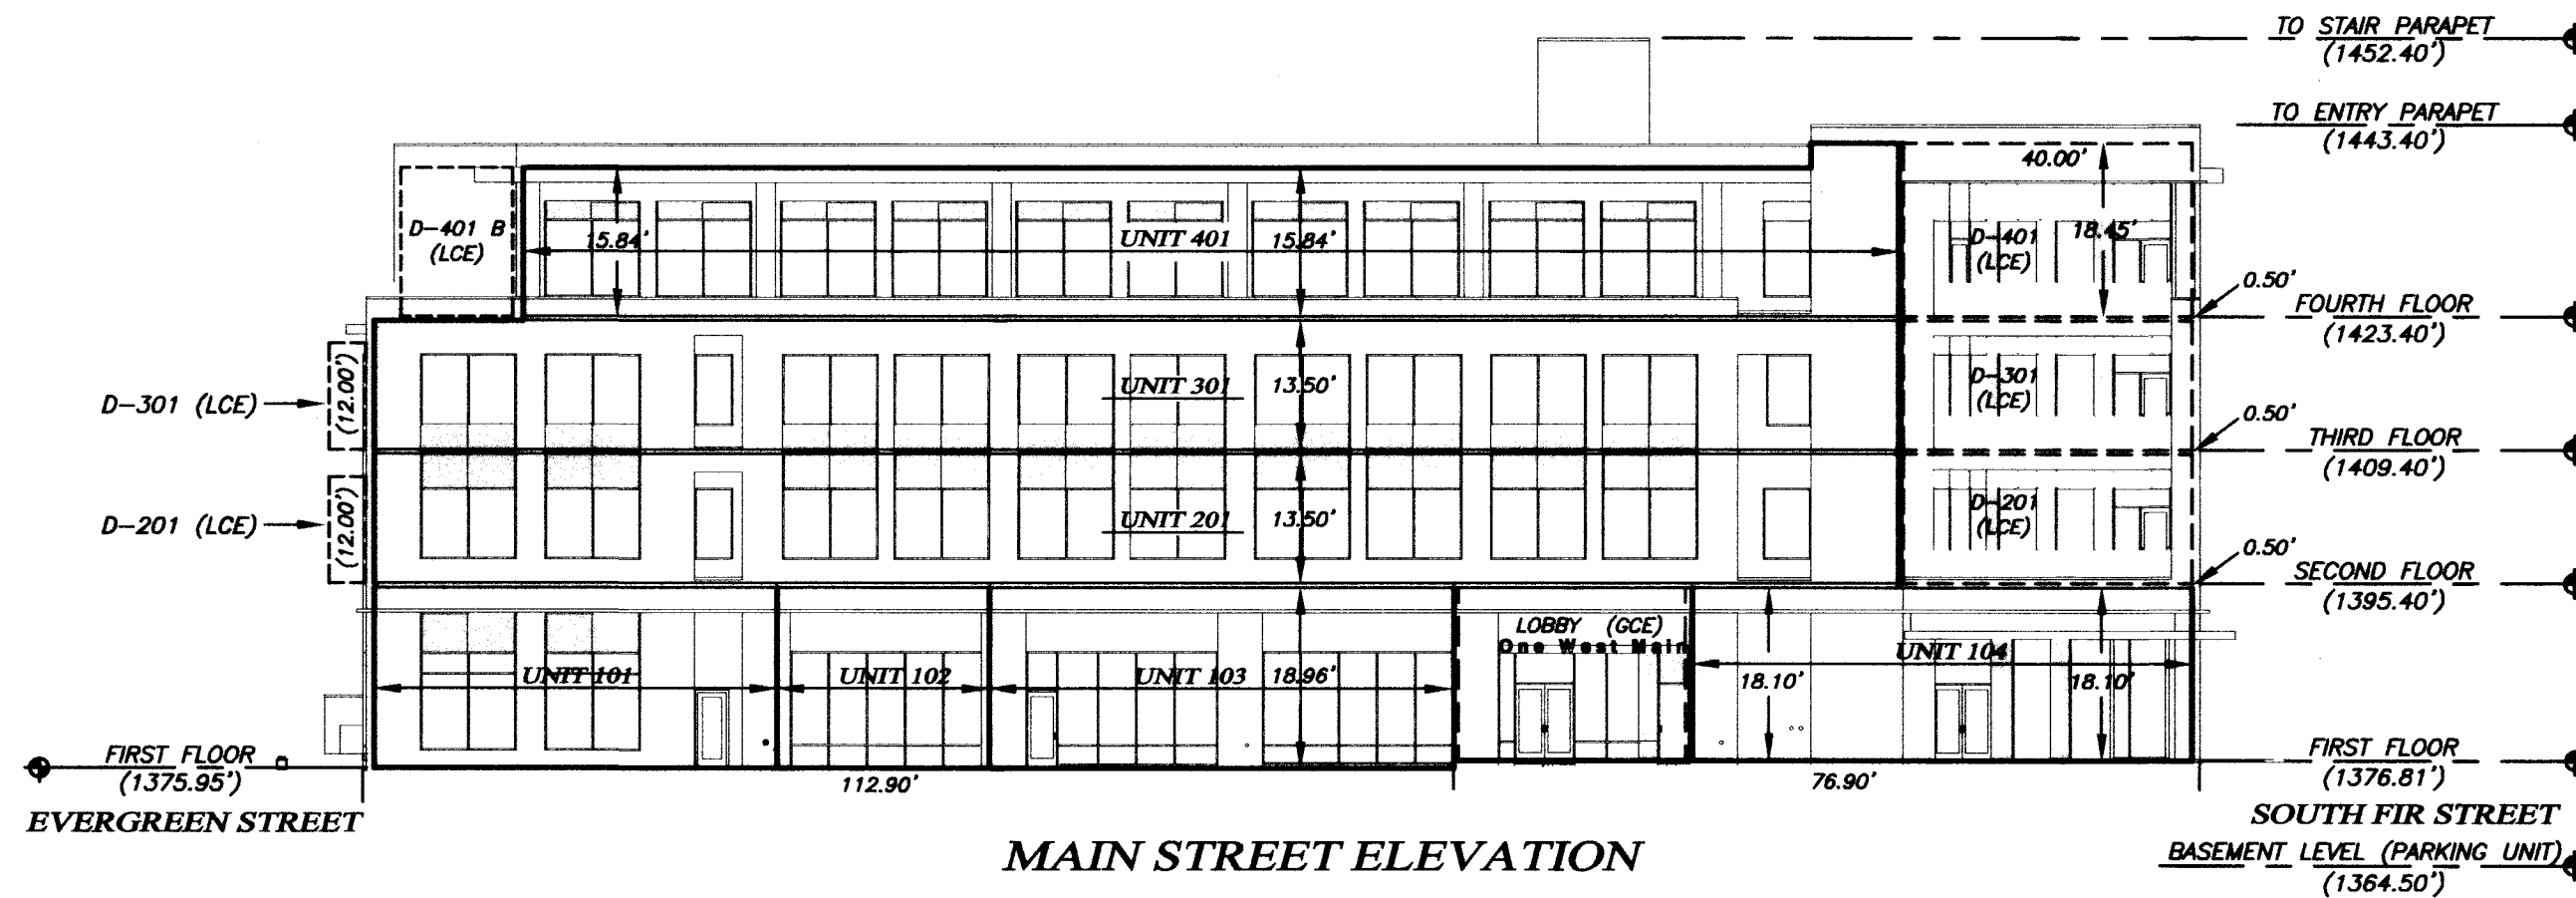 TO STAIR PARAPET
(1452.40')
TO ENTRY PARAPET
(1443.40')
40.00'
D-401 B
(LCE)
15.84'
UNIT 401
15.84'
D-401
(LCE)
18.45'
0.50'
FOURTH FLOOR
(1423.40')
D-301 (LCE)
(12.00')
UNIT 301
13.50'
D-301
(LCE)
0.50'
THIRD FLOOR
(1409.40')
D-201 (LCE)
(12.00')
UNIT 201
13.50'
D-201
(LCE)
0.50'
SECOND FLOOR
(1395.40')
LOBBY (GCE)
One West Main
UNIT 101
UNIT 102
UNIT 103
18.96'
UNIT 104
18.10'
18.10'
FIRST FLOOR
(1375.95')
112.90'
76.90'
FIRST FLOOR
(1376.81')
EVERGREEN STREET
SOUTH FIR STREET
MAIN STREET ELEVATION
BASEMENT LEVEL (PARKING UNIT)
(1364.50')